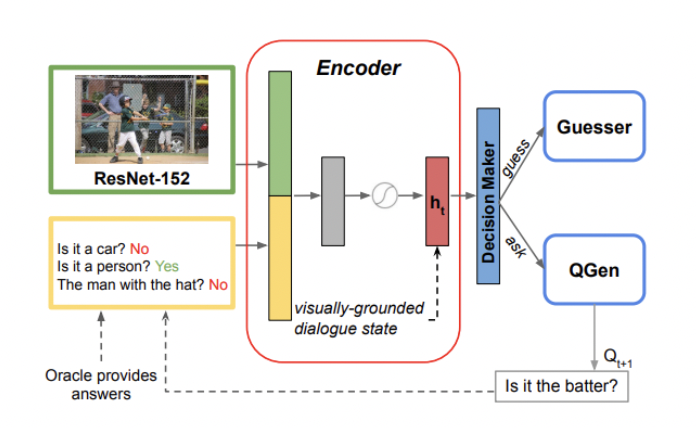 Encoder
ResNet-152
Is it a car? No
Is it a person? Yes
The man with the hat? No
Oracle provides
answers
h_t
visually-grounded
dialogue state
Decision Maker
guess
ask
Guesser
QGen
Q_t+1
Is it the batter?